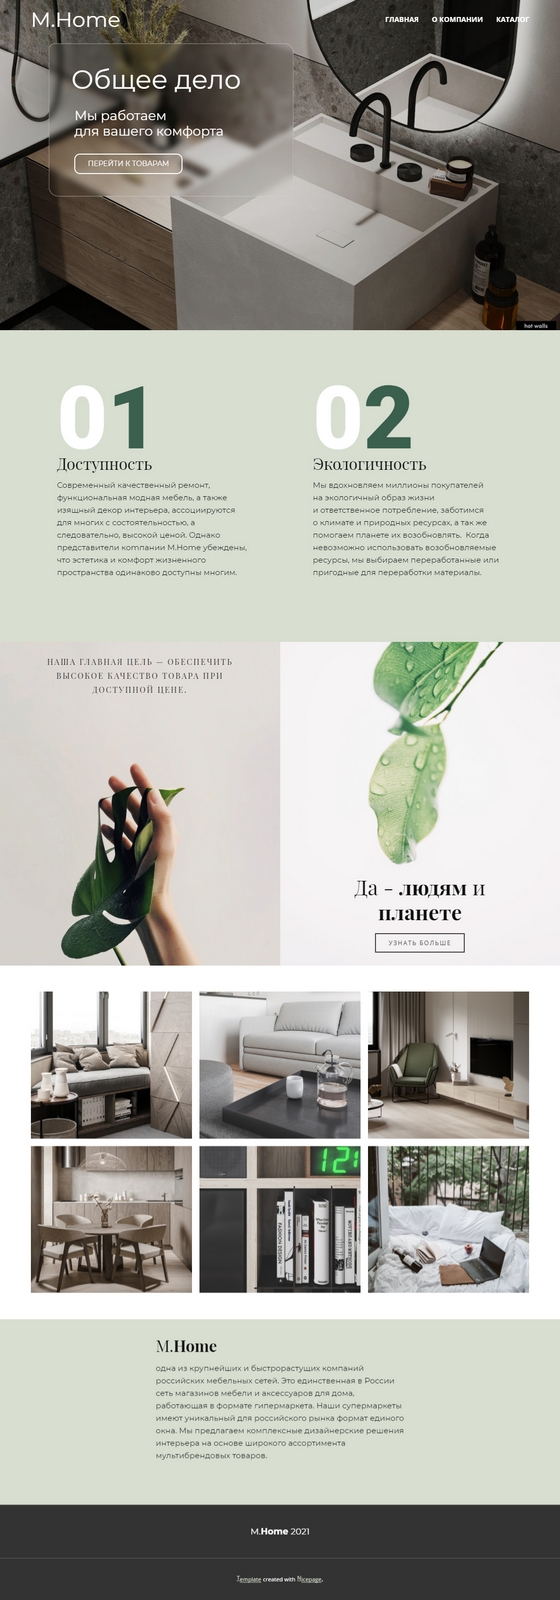 M.Home
ГЛАВНАЯ О КОМПАНИИ КАТАЛОГ
Общее дело
Мы работаем
для вашего комфорта
ПЕРЕЙТИ К ТОВАРАМ
hot walls
01
Доступность
Современный качественный ремонт,
функциональная модная мебель, а также
изящный декор интерьера, ассоциируются
для многих с состоятельностью, а
следовательно, высокой ценой. Однако
представители компании M.Home убеждены,
что эстетика и комфорт жизненного
пространства одинаково доступны многим.
02
Экологичность
Мы вдохновляем миллионы покупателей
на экологичный образ жизни
и ответственное потребление, заботимся
о климате и природных ресурсах, а так же
помогаем планете их возобновлять. Когда
невозможно использовать возобновляемые
ресурсы, мы выбираем переработанные или
пригодные для переработки материалы.
НАША ГЛАВНАЯ ЦЕЛЬ — ОБЕСПЕЧИТЬ
ВЫСОКОЕ КАЧЕСТВО ТОВАРА ПРИ
ДОСТУПНОЙ ЦЕНЕ.
Да - людям и
планете
УЗНАТЬ БОЛЬШЕ
FASHION DESIGN
M.Home
одна из крупнейших и быстрорастущих компаний
российских мебельных сетей. Это единственная в России
сеть магазинов мебели и аксессуаров для дома,
работающая в формате гипермаркета. Наши супермаркеты
имеют уникальный для российского рынка формат единого
окна. Мы предлагаем комплексные дизайнерские решения
интерьера на основе широкого ассортимента
мультибрендовых товаров.
M.Home 2021
Template created with Nicepage.